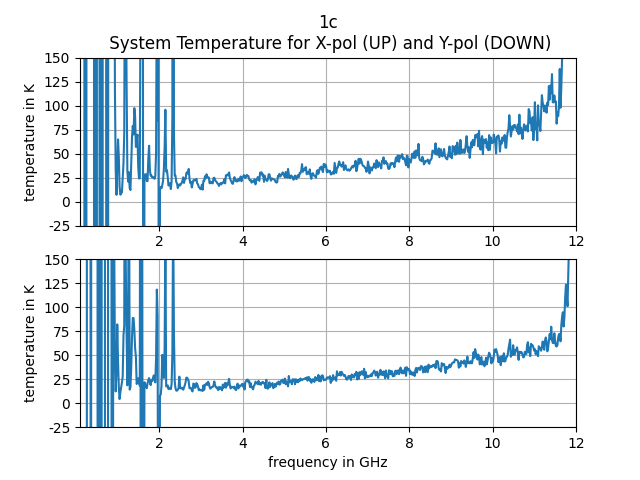 1c
System Temperature for X-pol (UP) and Y-pol (DOWN)
150
125
100
75
50
25
0
-25
temperature in K
2 4 6 8 10 12
150
125
100
75
50
25
0
-25
temperature in K
2 4 6 8 10 12
frequency in GHz